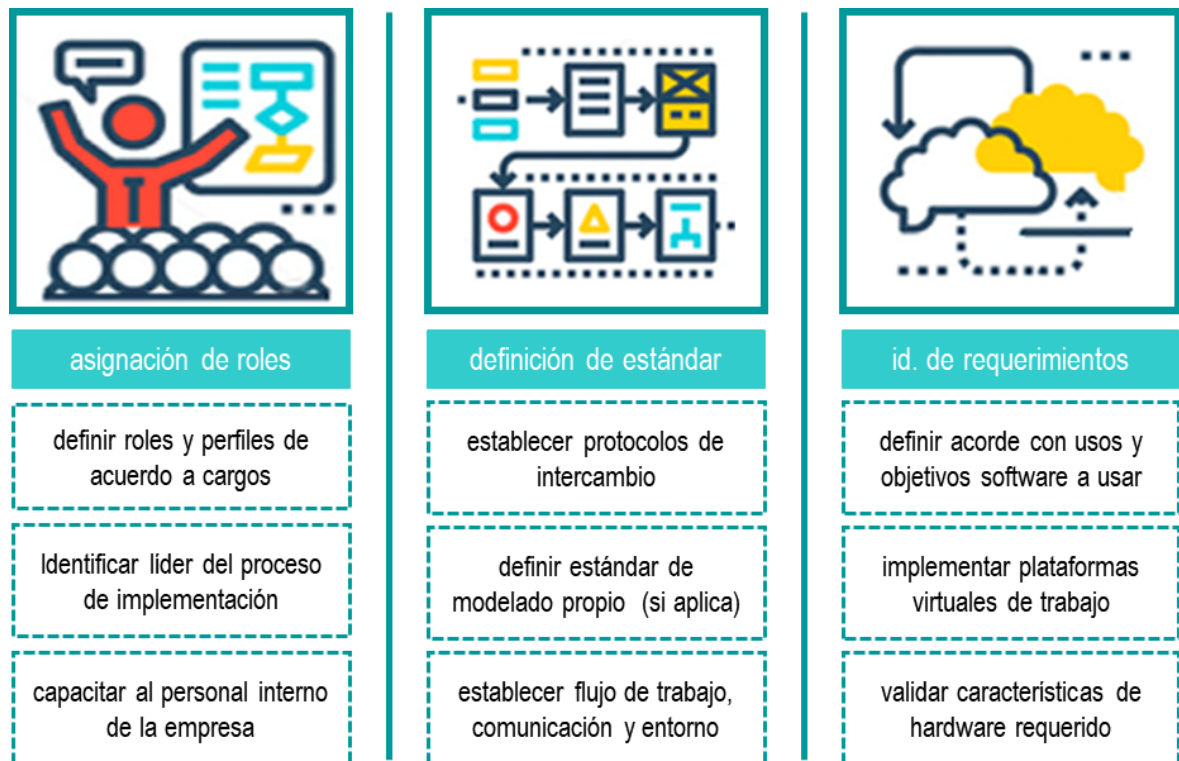 asignación de roles
definir roles y perfiles de
acuerdo a cargos
Identificar líder del proceso
de implementación
capacitar al personal interno
de la empresa
definición de estándar
establecer protocolos de
intercambio
definir estándar de
modelado propio (si aplica)
establecer flujo de trabajo,
comunicación y entorno
id. de requerimientos
definir acorde con usos y
objetivos software a usar
implementar plataformas
virtuales de trabajo
validar características de
hardware requerido